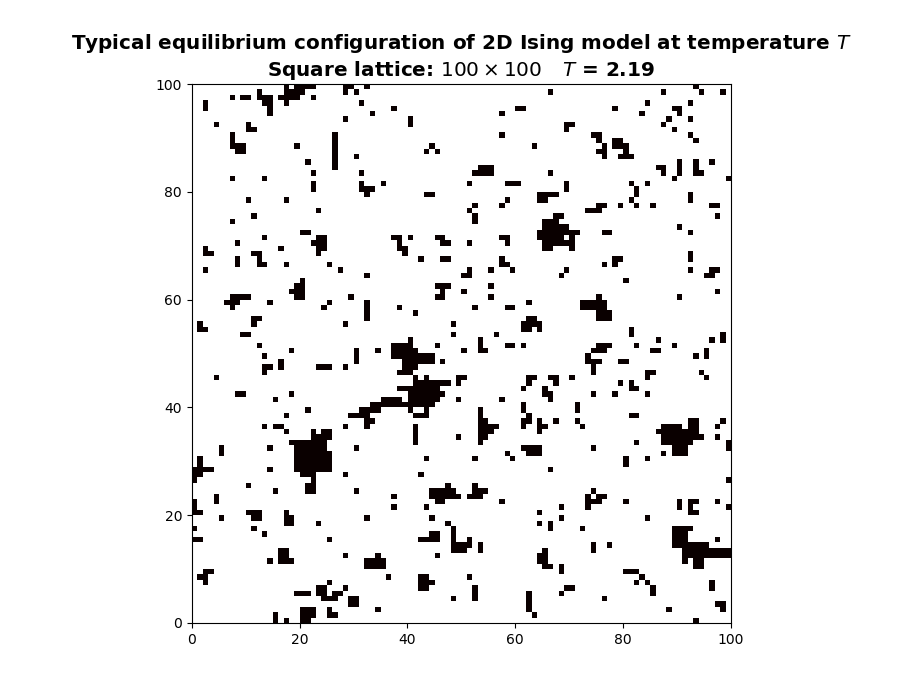 Typical equilibrium configuration of 2D Ising model at temperature T
Square lattice: 100 × 100 T = 2.19
100
80
60
40
20
0
0 20 40 60 80 100